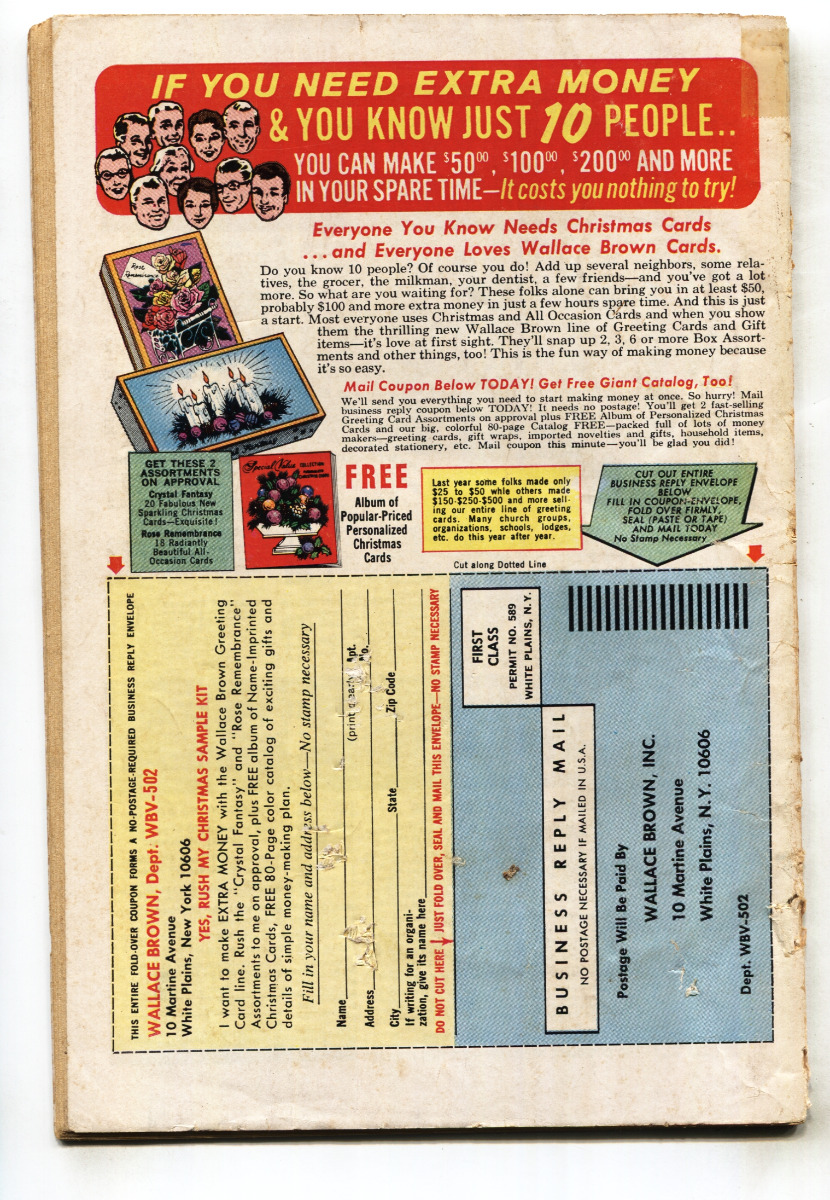 IF YOU NEED EXTRA MONEY
& YOU KNOW JUST 10 PEOPLE..
YOU CAN MAKE $50⁰⁰, $100⁰⁰, $200⁰⁰ AND MORE
IN YOUR SPARE TIME—It costs you nothing to try!
Everyone You Know Needs Christmas Cards
...and Everyone Loves Wallace Brown Cards.
Rose Remembrance
Do you know 10 people? Of course you do! Add up several neighbors, some rela-
tives, the grocer, the milkman, your dentist, a few friends—and you've got a lot
more. So what are you waiting for? These folks alone can bring you in at least $50,
probably $100 and more extra money in just a few hours spare time. And this is just
a start. Most everyone uses Christmas and All Occasion Cards and when you show
them the thrilling new Wallace Brown line of Greeting Cards and Gift
items—it's love at first sight. They'll snap up 2, 3, 6 or more Box Assort-
ments and other things, too! This is the fun way of making money because
it's so easy.
Mail Coupon Below TODAY! Get Free Giant Catalog, Too!
We'll send you everything you need to start making money at once. So hurry! Mail
business reply coupon below TODAY! It needs no postage! You'll get 2 fast-selling
Greeting Card Assortments on approval plus FREE Album of Personalized Christmas
Cards and our big, colorful 80-page Catalog FREE—packed full of lots of money
makers—greeting cards, gift wraps, imported novelties and gifts, household items,
decorated stationery, etc. Mail coupon this minute—you'll be glad you did!
GET THESE 2
ASSORTMENTS
ON APPROVAL
Crystal Fantasy
20 Fabulous New
Sparkling Christmas
Cards—Exquisite!
Rose Remembrance
18 Radiantly
Beautiful All-
Occasion Cards
Special Value COLLECTION
FREE
Album of
Popular-Priced
Personalized
Christmas
Cards
Last year some folks made only
$25 to $50 while others made
$150-$250-$500 and more sell-
ing our entire line of greeting
cards. Many church groups,
organizations, schools, lodges,
etc. do this year after year.
CUT OUT ENTIRE
BUSINESS REPLY ENVELOPE
BELOW
FILL IN COUPON-ENVELOPE,
FOLD OVER FIRMLY,
SEAL (PASTE OR TAPE)
AND MAIL TODAY
No Stamp Necessary
Cut along Dotted Line
THIS ENTIRE FOLD-OVER COUPON FORMS A NO-POSTAGE-REQUIRED BUSINESS REPLY ENVELOPE
WALLACE BROWN, Dept. WBV-502
10 Martine Avenue
White Plains, New York 10606
YES, RUSH MY CHRISTMAS SAMPLE KIT
I want to make EXTRA MONEY with the Wallace Brown Greeting
Card line. Rush the "Crystal Fantasy" and "Rose Remembrance"
Assortments to me on approval, plus FREE album of Name-Imprinted
Christmas Cards, FREE 80-Page color catalog of exciting gifts and
details of simple money-making plan.
Fill in your name and address below—No stamp necessary
Name
(print clearly)
Address Apt. No.
City State Zip Code
If writing for an organi-
zation, give its name here
DO NOT CUT HERE JUST FOLD OVER, SEAL AND MAIL THIS ENVELOPE—NO STAMP NECESSARY
FIRST
CLASS
PERMIT NO. 589
WHITE PLAINS, N.Y.
BUSINESS REPLY MAIL
NO POSTAGE NECESSARY IF MAILED IN U.S.A.
Postage Will Be Paid By
WALLACE BROWN, INC.
10 Martine Avenue
White Plains, N.Y. 10606
Dept. WBV-502